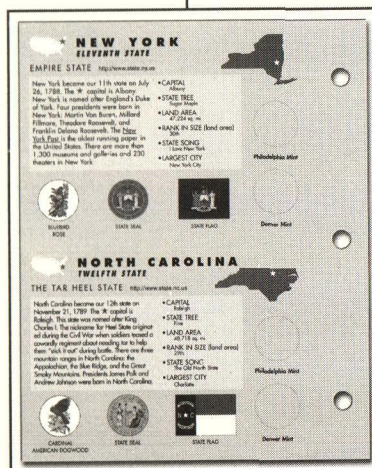 NEW YORK
ELEVENTH STATE
EMPIRE STATE http://www.state.ny.us
New York became our 11th state on July
26, 1788. The ★ capital is Albany.
New York is named after England's Duke
of York. Four presidents were born in
New York: Martin Van Buren, Millard
Fillmore, Theodore Roosevelt, and
Franklin Delano Roosevelt. The New
York Post is the oldest running paper in
the United States. There are more than
1,300 museums and galleries and 230
theaters in New York.
• CAPITAL
Albany
• STATE TREE
Sugar Maple
• LAND AREA
47,224 sq. mi.
• RANK IN SIZE (land area)
30th
• STATE SONG
I Love New York
• LARGEST CITY
New York City
Philadelphia Mint
BLUEBIRD
ROSE
STATE SEAL
STATE FLAG
Denver Mint
NORTH CAROLINA
TWELFTH STATE
THE TAR HEEL STATE http://www.state.nc.us
North Carolina became our 12th state on
November 21, 1789. The ★ capital is
Raleigh. This state was named after King
Charles I. The nickname Tar Heel State originat-
ed during the Civil War when soldiers teased a
cowardly regiment about needing tar to help
them "stick it out" during battle. There are three
mountain ranges in North Carolina: the
Appalachian, the Blue Ridge, and the Great
Smoky Mountains. Presidents James Polk and
Andrew Johnson were born in North Carolina.
• CAPITAL
Raleigh
• STATE TREE
Pine
• LAND AREA
48,718 sq. mi.
• RANK IN SIZE (land area)
29th
• STATE SONG
The Old North State
• LARGEST CITY
Charlotte
Philadelphia Mint
N C
CARDINAL
AMERICAN DOGWOOD
STATE SEAL
STATE FLAG
Denver Mint